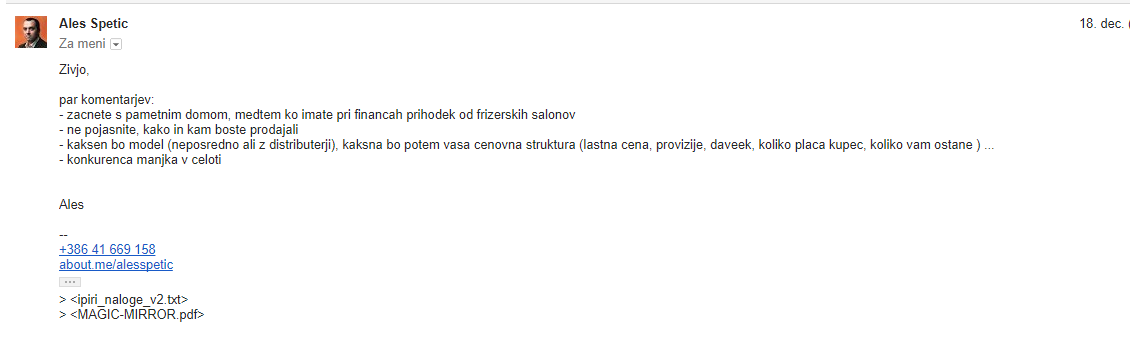 Ales Spetic
18. dec. (
Za meni
Zivjo,
par komentarjev:
- zacnete s pametnim domom, medtem ko imate pri financah prihodek od frizerskih salonov
- ne pojasnite, kako in kam boste prodajali
- kaksen bo model (neposredno ali z distributerji), kaksna bo potem vasa cenovna struktura (lastna cena, provizije, daveek, koliko placa kupec, koliko vam ostane ) ...
- konkurenca manjka v celoti
Ales
--
+386 41 669 158
about.me/alesspetic
...
> <ipiri_naloge_v2.txt>
> <MAGIC-MIRROR.pdf>